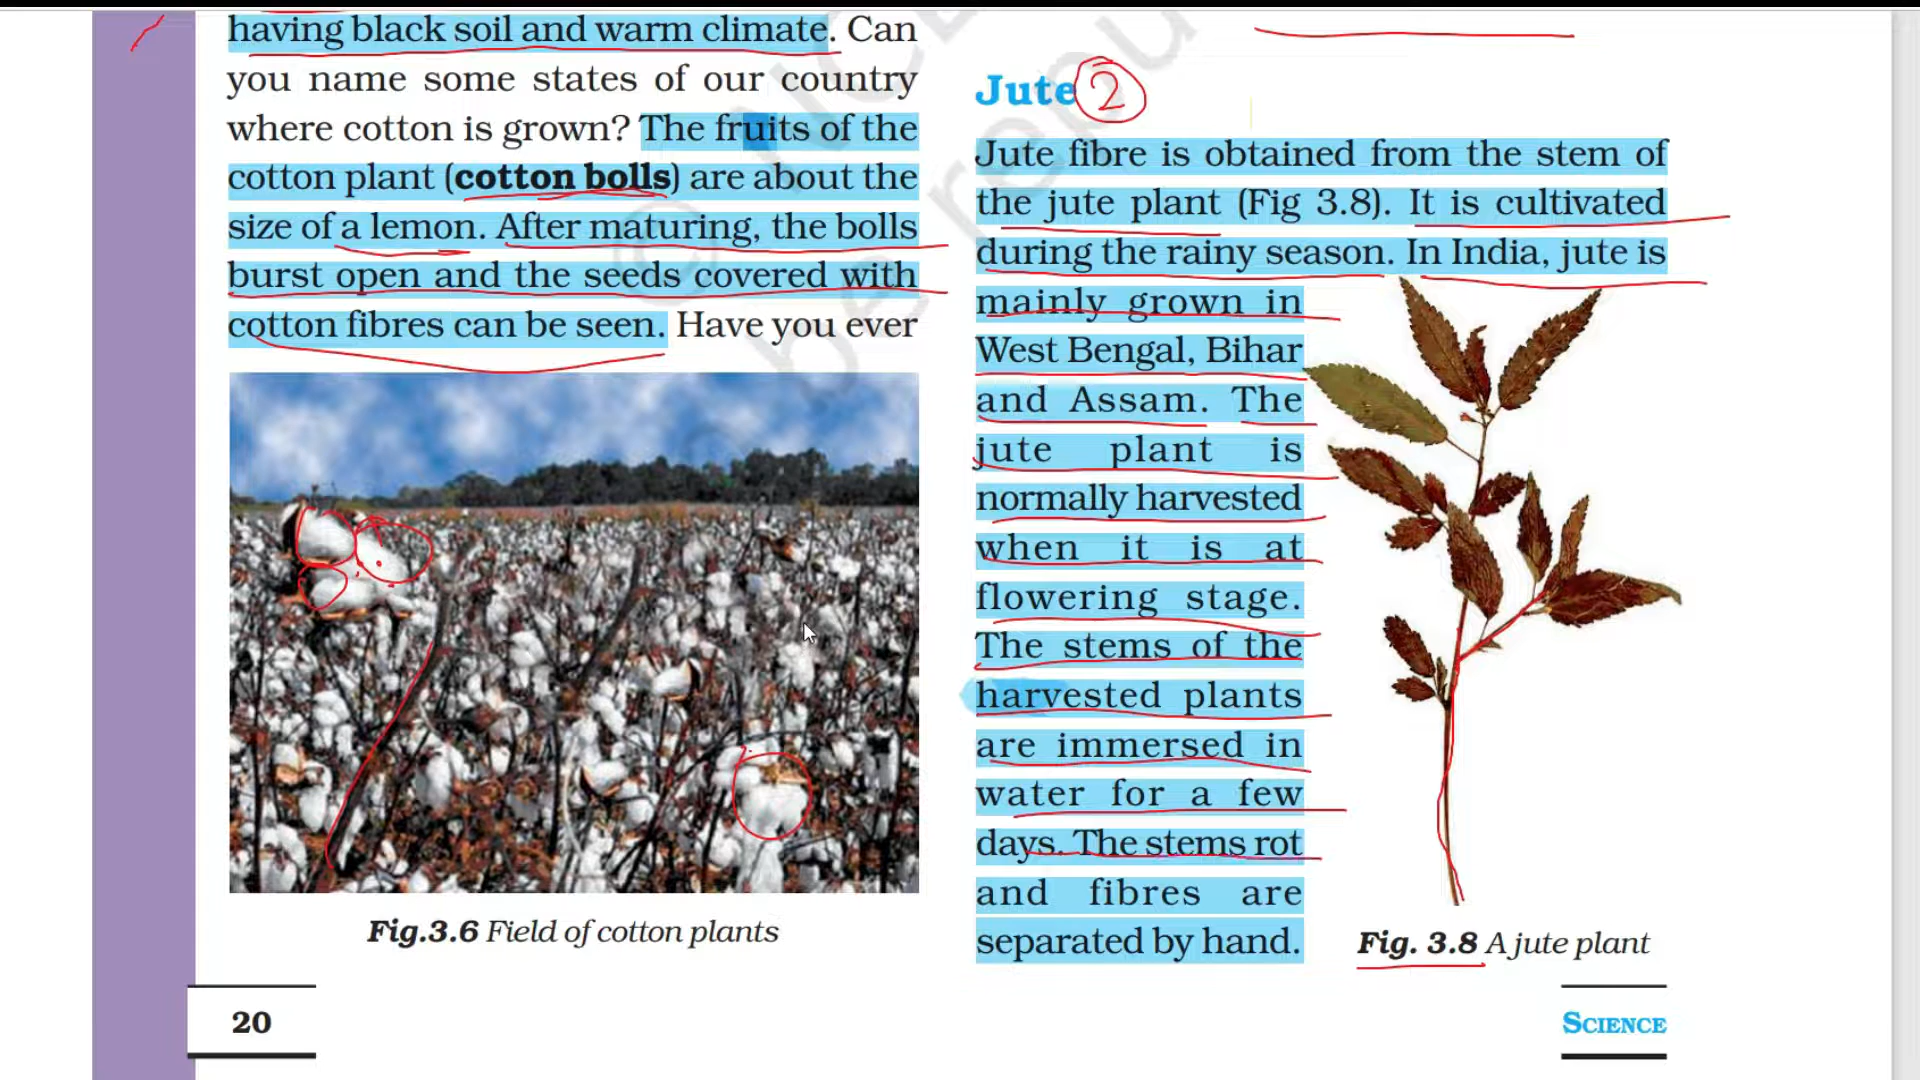 having black soil and warm climate. Can
you name some states of our country
where cotton is grown? The fruits of the
cotton plant (cotton bolls) are about the
size of a lemon. After maturing, the bolls
burst open and the seeds covered with
cotton fibres can be seen. Have you ever
Fig.3.6 Field of cotton plants
20
Jute 2
Jute fibre is obtained from the stem of
the jute plant (Fig 3.8). It is cultivated
during the rainy season. In India, jute is
mainly grown in
West Bengal, Bihar
and Assam. The
jute plant is
normally harvested
when it is at
flowering stage.
The stems of the
harvested plants
are immersed in
water for a few
days. The stems rot
and fibres are
separated by hand.
Fig. 3.8 A jute plant
SCIENCE